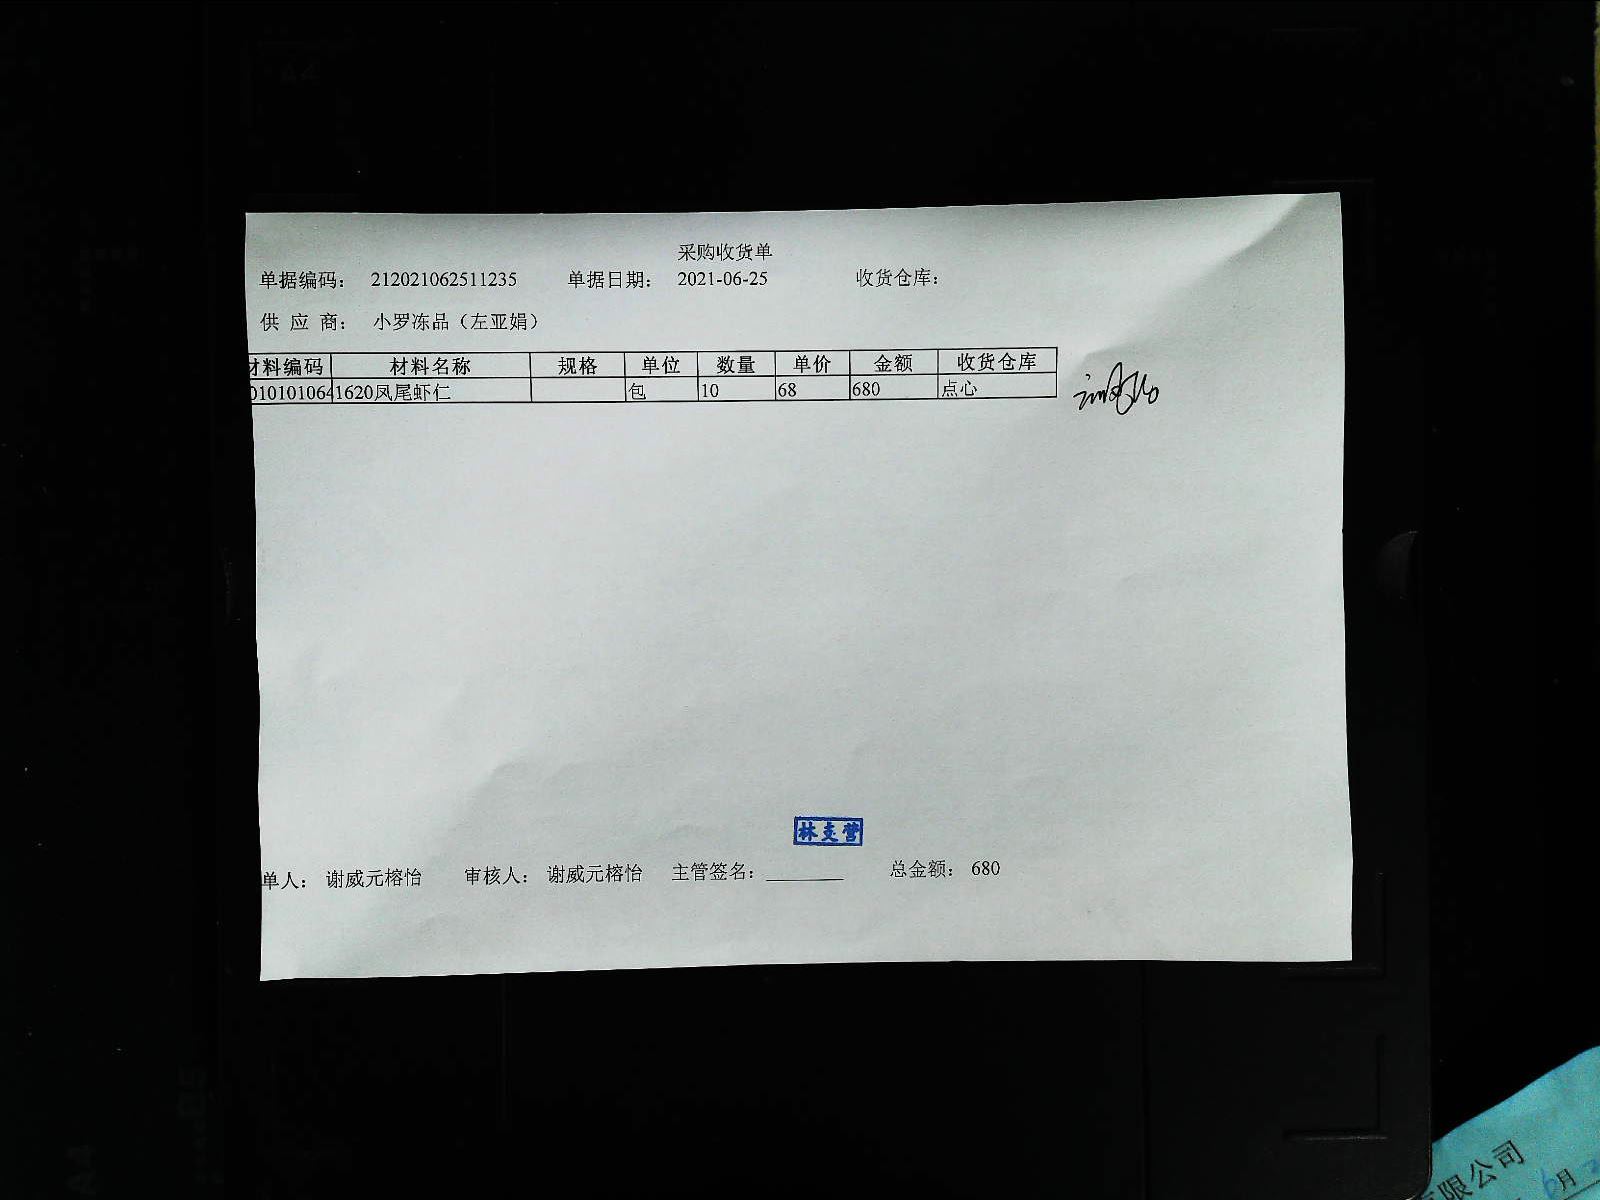 采购收货单
单据编码： 212021062511235 单据日期： 2021-06-25 收货仓库：
供 应 商： 小罗冻品（左亚娟）
材料编码 材料名称 规格 单位 数量 单价 金额 收货仓库
010101064 1620凤尾虾仁 包 10 68 680 点心
林支营
单人： 谢威元榕怡 审核人： 谢威元榕怡 主管签名：________ 总金额： 680
限公司
6月
A4